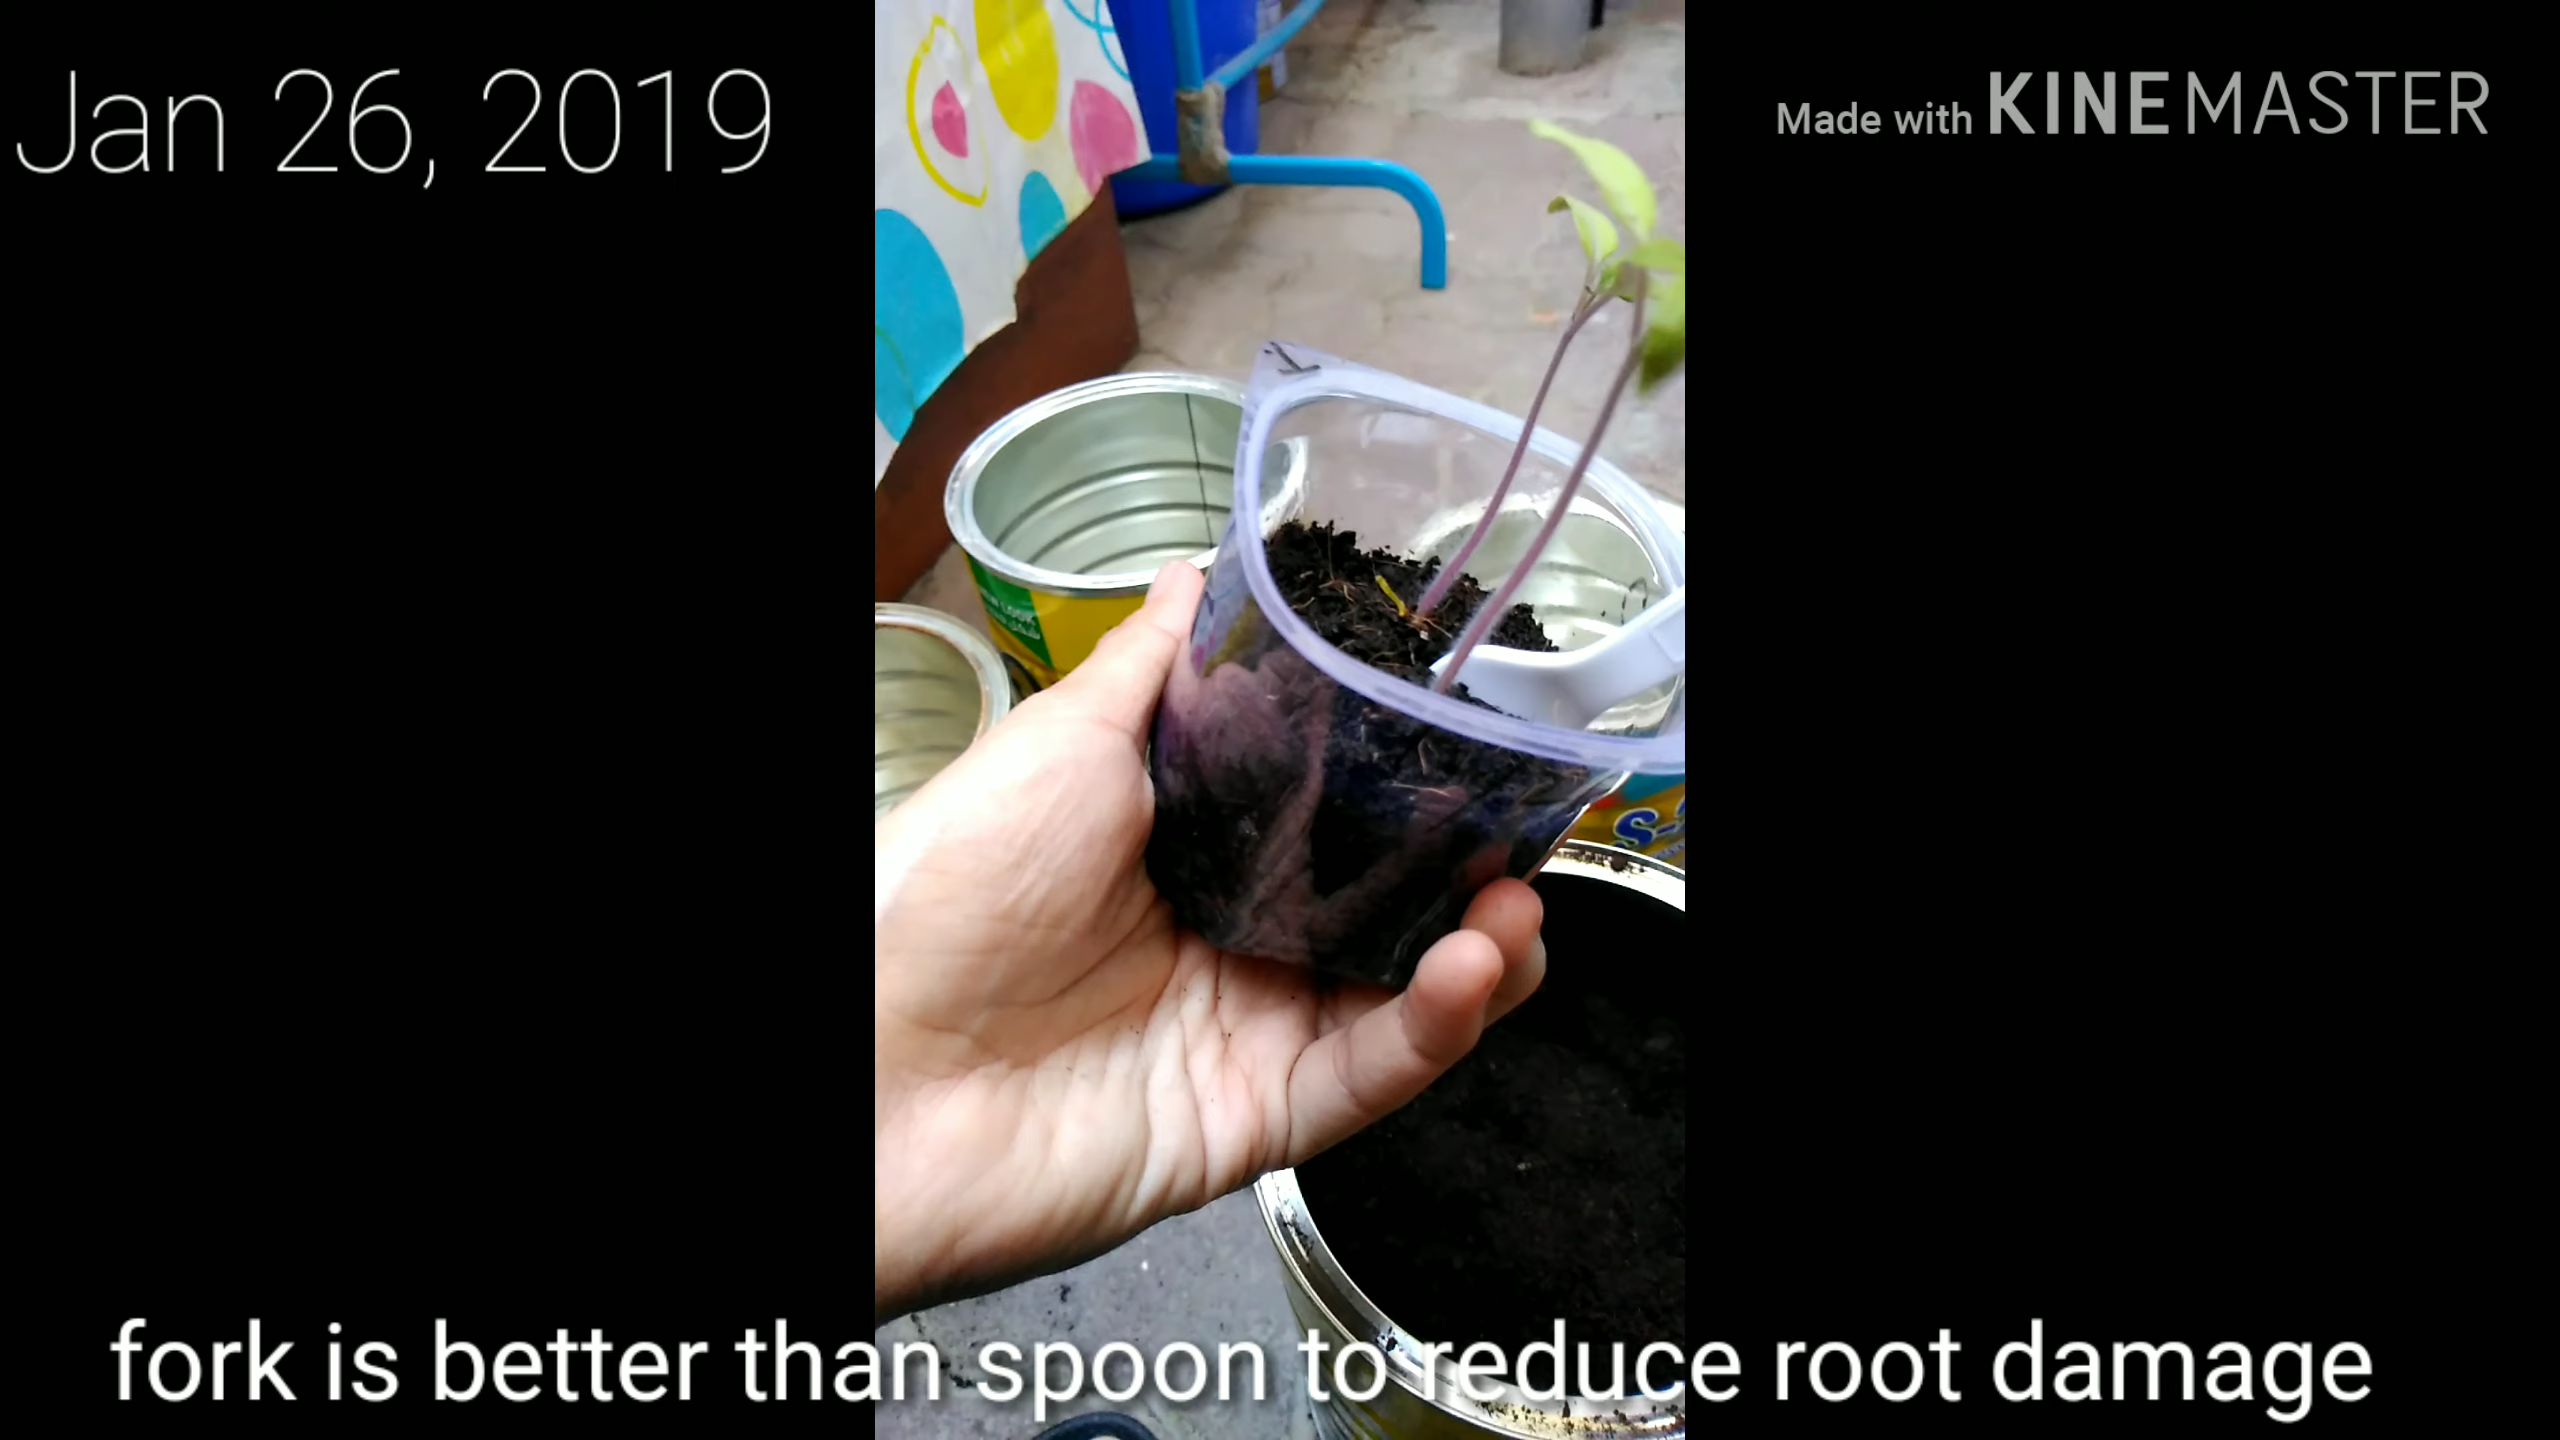 Jan 26, 2019
Made with KINEMASTER
S-
fork is better than spoon to reduce root damage